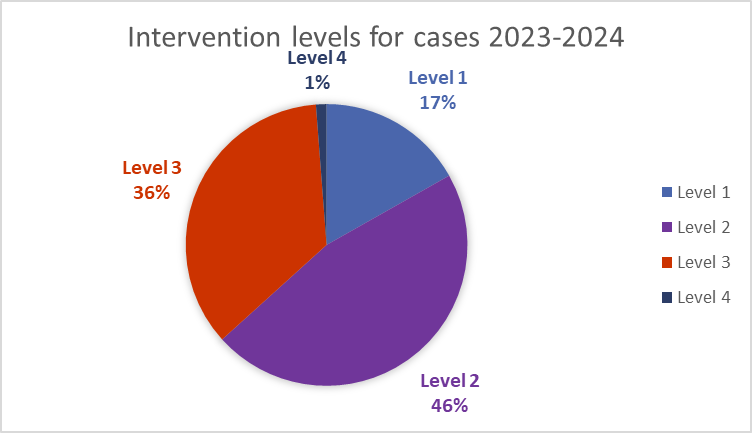 Intervention levels for cases 2023-2024
Level 4
1%
Level 1
17%
Level 3
36%
Level 2
46%
Level 1
Level 2
Level 3
Level 4